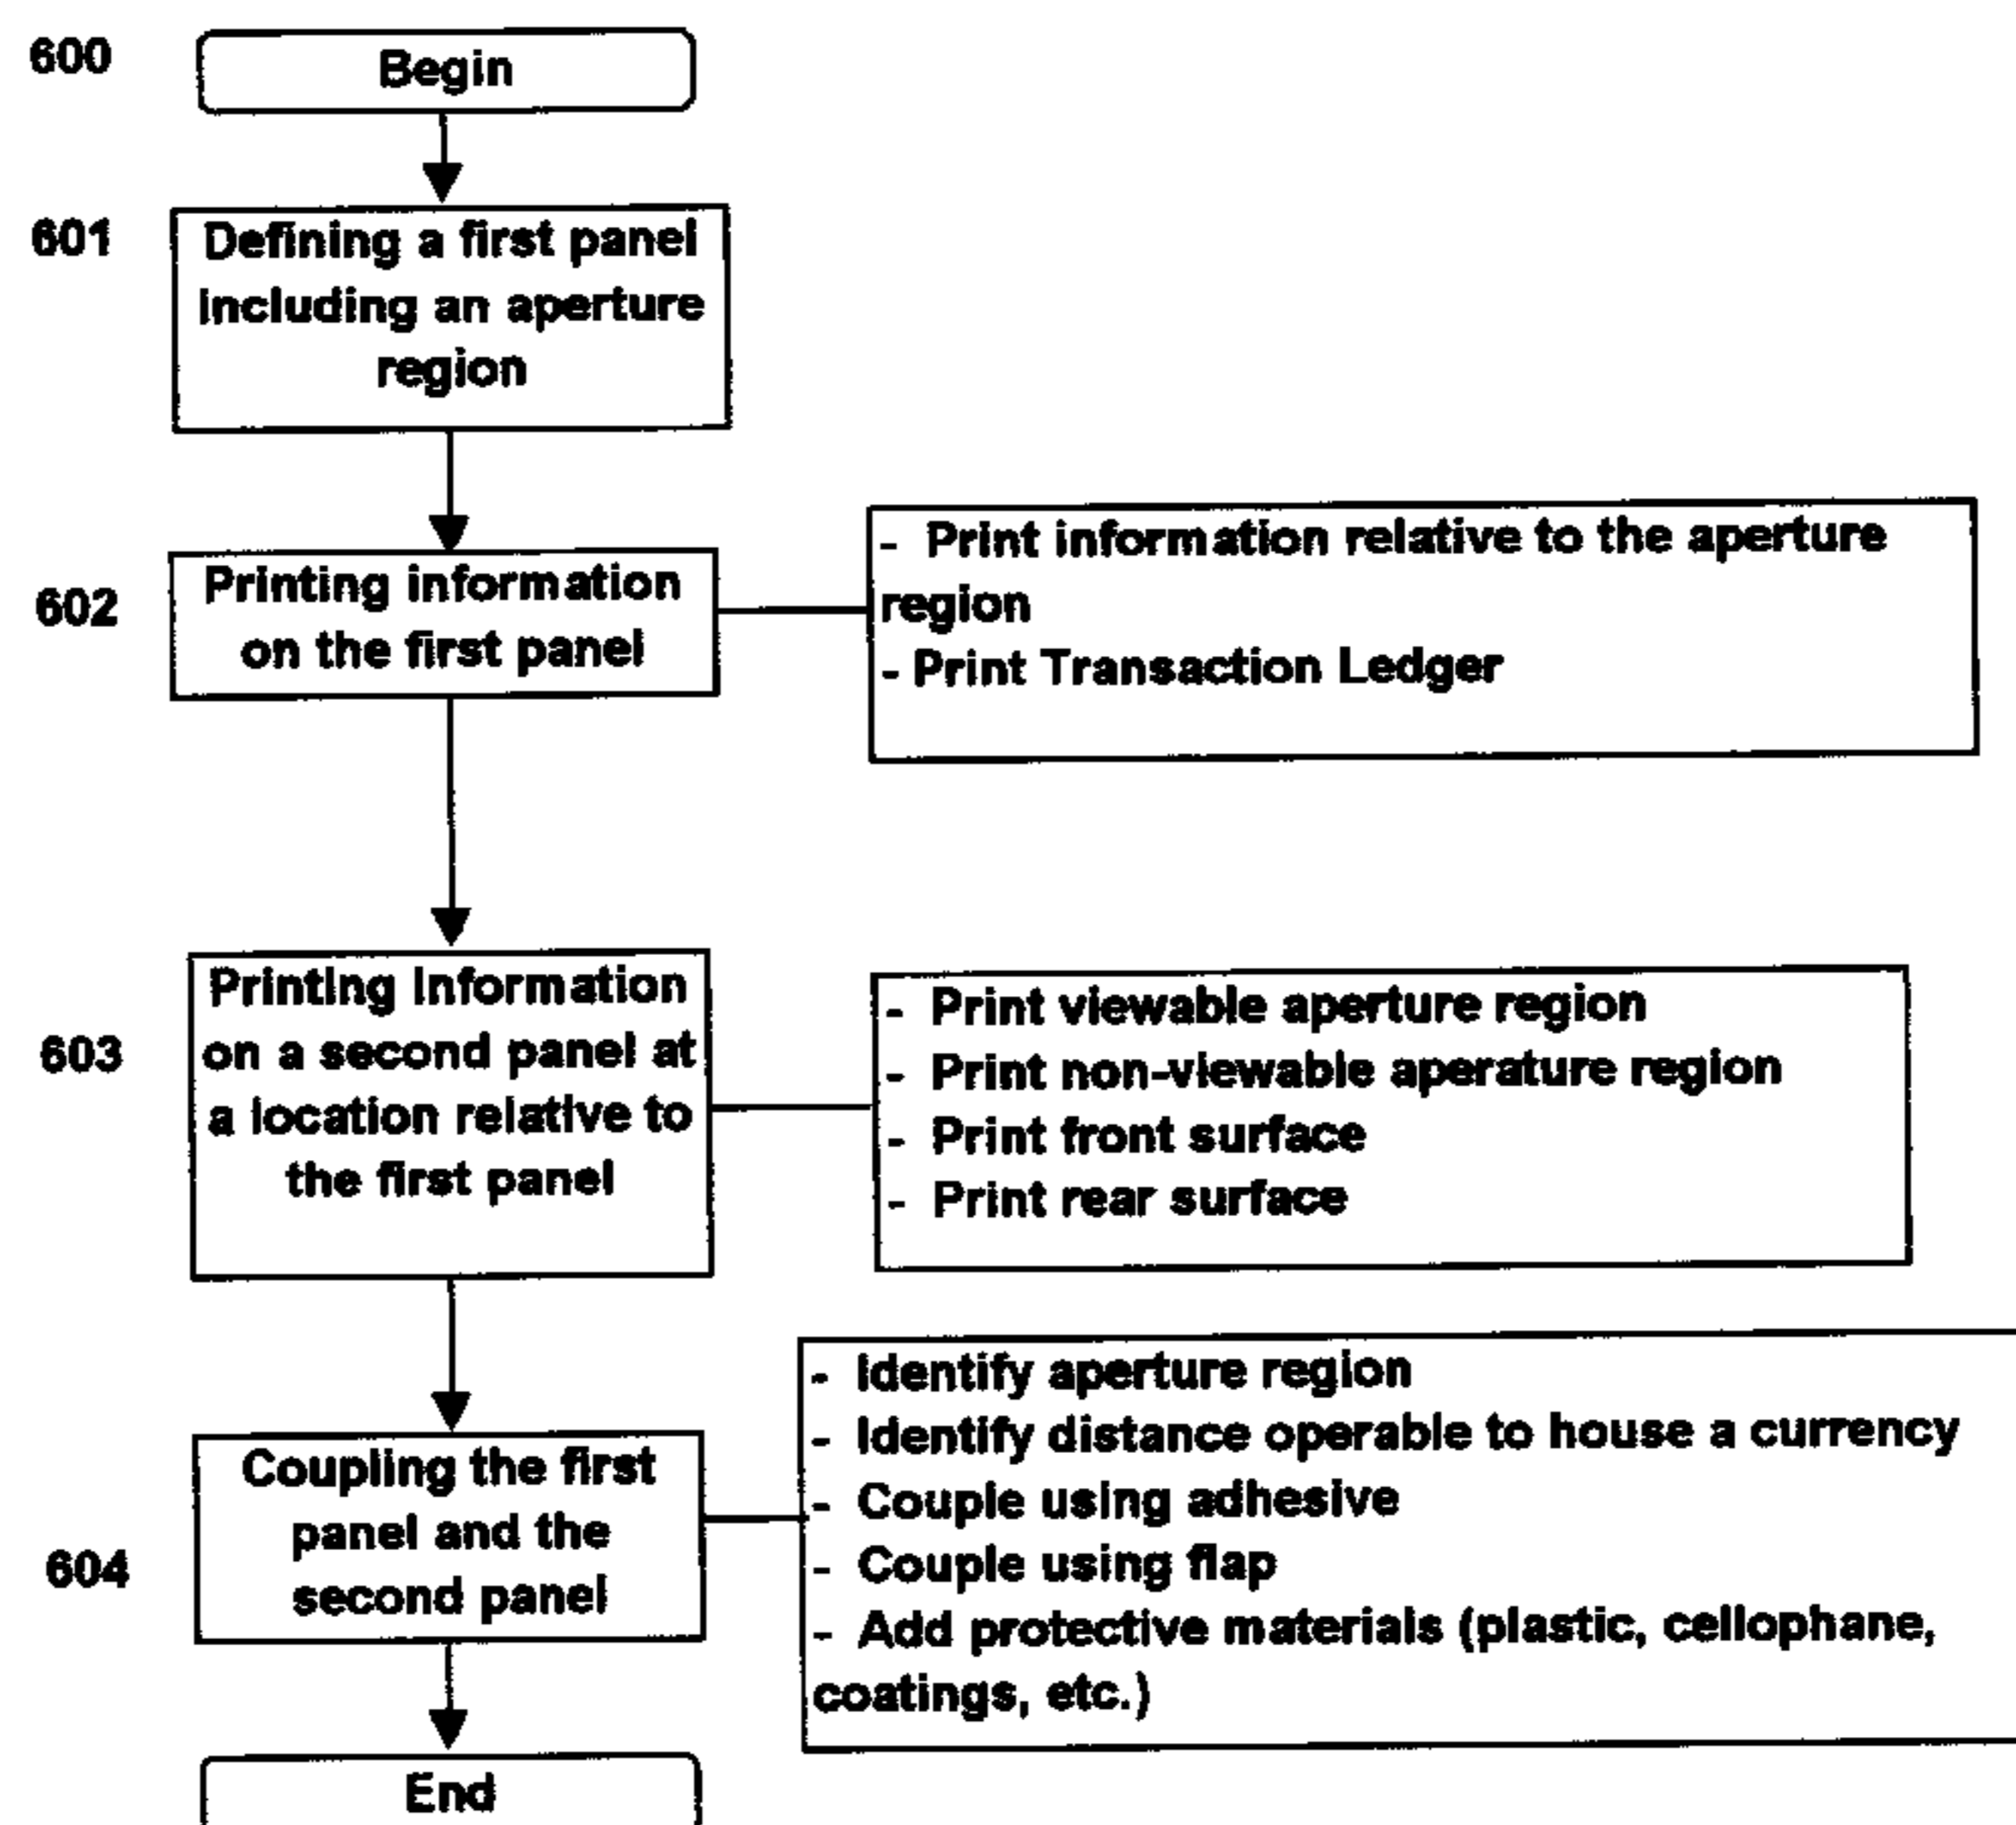 600
Begin
601
Defining a first panel
including an aperture
region
602
Printing information
on the first panel
- Print information relative to the aperture
region
- Print Transaction Ledger
603
Printing information
on a second panel at
a location relative to
the first panel
- Print viewable aperture region
- Print non-viewable aperature region
- Print front surface
- Print rear surface
604
Coupling the first
panel and the
second panel
- Identify aperture region
- Identify distance operable to house a currency
- Couple using adhesive
- Couple using flap
- Add protective materials (plastic, cellophane,
coatings, etc.)
End